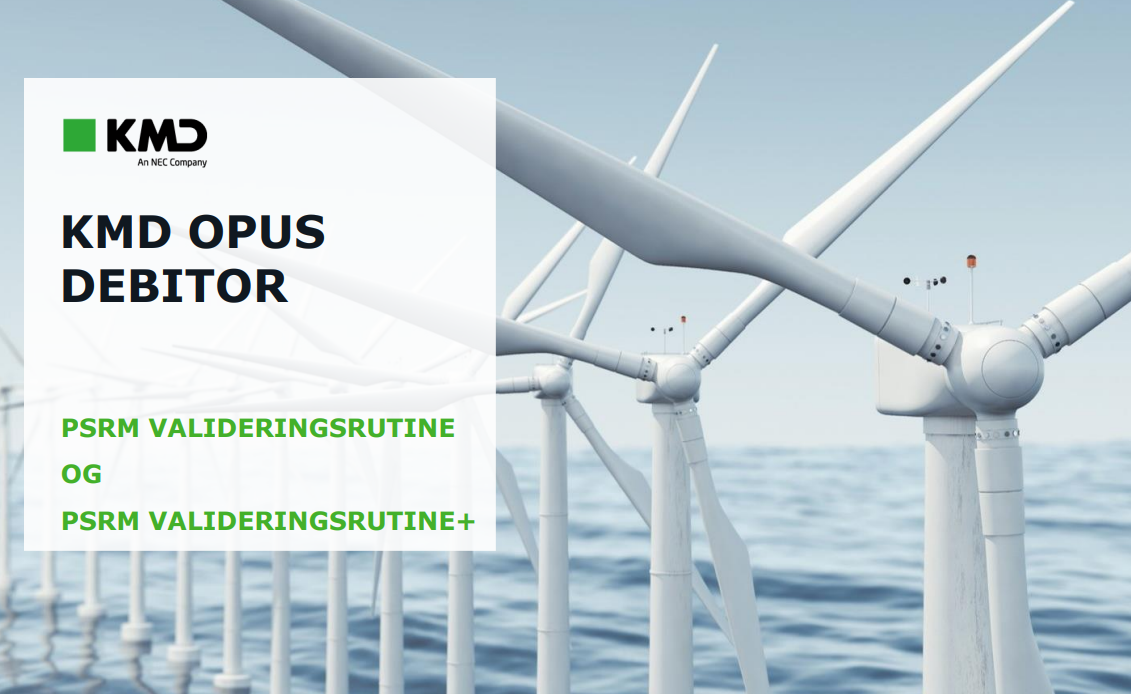 KMD
An NEC Company
KMD OPUS
DEBITOR
PSRM VALIDERINGSRUTINE
OG
PSRM VALIDERINGSRUTINE+